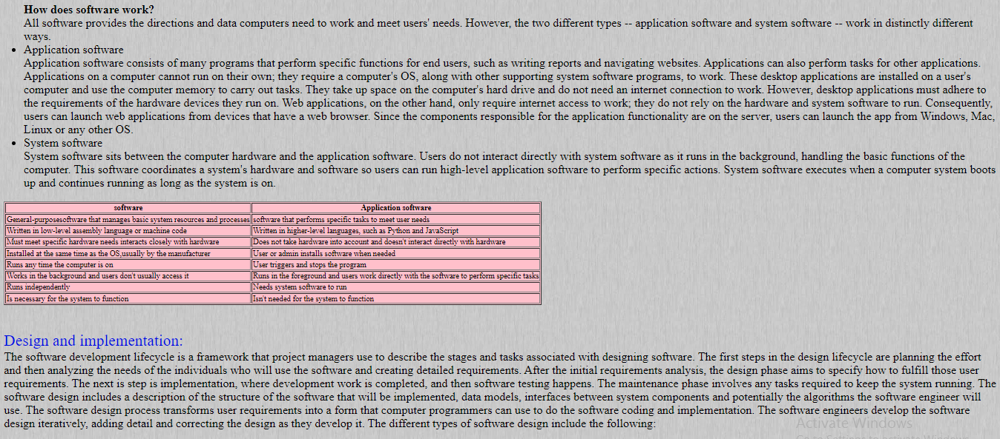 How does software work?
All software provides the directions and data computers need to work and meet users' needs. However, the two different types -- application software and system software -- work in distinctly different
ways.
• Application software
Application software consists of many programs that perform specific functions for end users, such as writing reports and navigating websites. Applications can also perform tasks for other applications.
Applications on a computer cannot run on their own; they require a computer's OS, along with other supporting system software programs, to work. These desktop applications are installed on a user's
computer and use the computer memory to carry out tasks. They take up space on the computer's hard drive and do not need an internet connection to work. However, desktop applications must adhere to
the requirements of the hardware devices they run on. Web applications, on the other hand, only require internet access to work; they do not rely on the hardware and system software to run. Consequently,
users can launch web applications from devices that have a web browser. Since the components responsible for the application functionality are on the server, users can launch the app from Windows, Mac,
Linux or any other OS.
• System software
System software sits between the computer hardware and the application software. Users do not interact directly with system software as it runs in the background, handling the basic functions of the
computer. This software coordinates a system's hardware and software so users can run high-level application software to perform specific actions. System software executes when a computer system boots
up and continues running as long as the system is on.
software Application software
General-purposesoftware that manages basic system resources and processes software that performs specific tasks to meet user needs
Written in low-level assembly language or machine code Written in higher-level languages, such as Python and JavaScript
Must meet specific hardware needs interacts closely with hardware Does not take hardware into account and doesn't interact directly with hardware
Installed at the same time as the OS,usually by the manufacturer User or admin installs software when needed
Runs any time the computer is on User triggers and stops the program
Works in the background and users don't usually access it Runs in the foreground and users work directly with the software to perform specific tasks
Runs independently Needs system software to run
Is necessary for the system to function Isn't needed for the system to function
Design and implementation:
The software development lifecycle is a framework that project managers use to describe the stages and tasks associated with designing software. The first steps in the design lifecycle are planning the effort
and then analyzing the needs of the individuals who will use the software and creating detailed requirements. After the initial requirements analysis, the design phase aims to specify how to fulfill those user
requirements. The next is step is implementation, where development work is completed, and then software testing happens. The maintenance phase involves any tasks required to keep the system running. The
software design includes a description of the structure of the software that will be implemented, data models, interfaces between system components and potentially the algorithms the software engineer will
use. The software design process transforms user requirements into a form that computer programmers can use to do the software coding and implementation. The software engineers develop the software
design iteratively, adding detail and correcting the design as they develop it. The different types of software design include the following:
Activate Windows